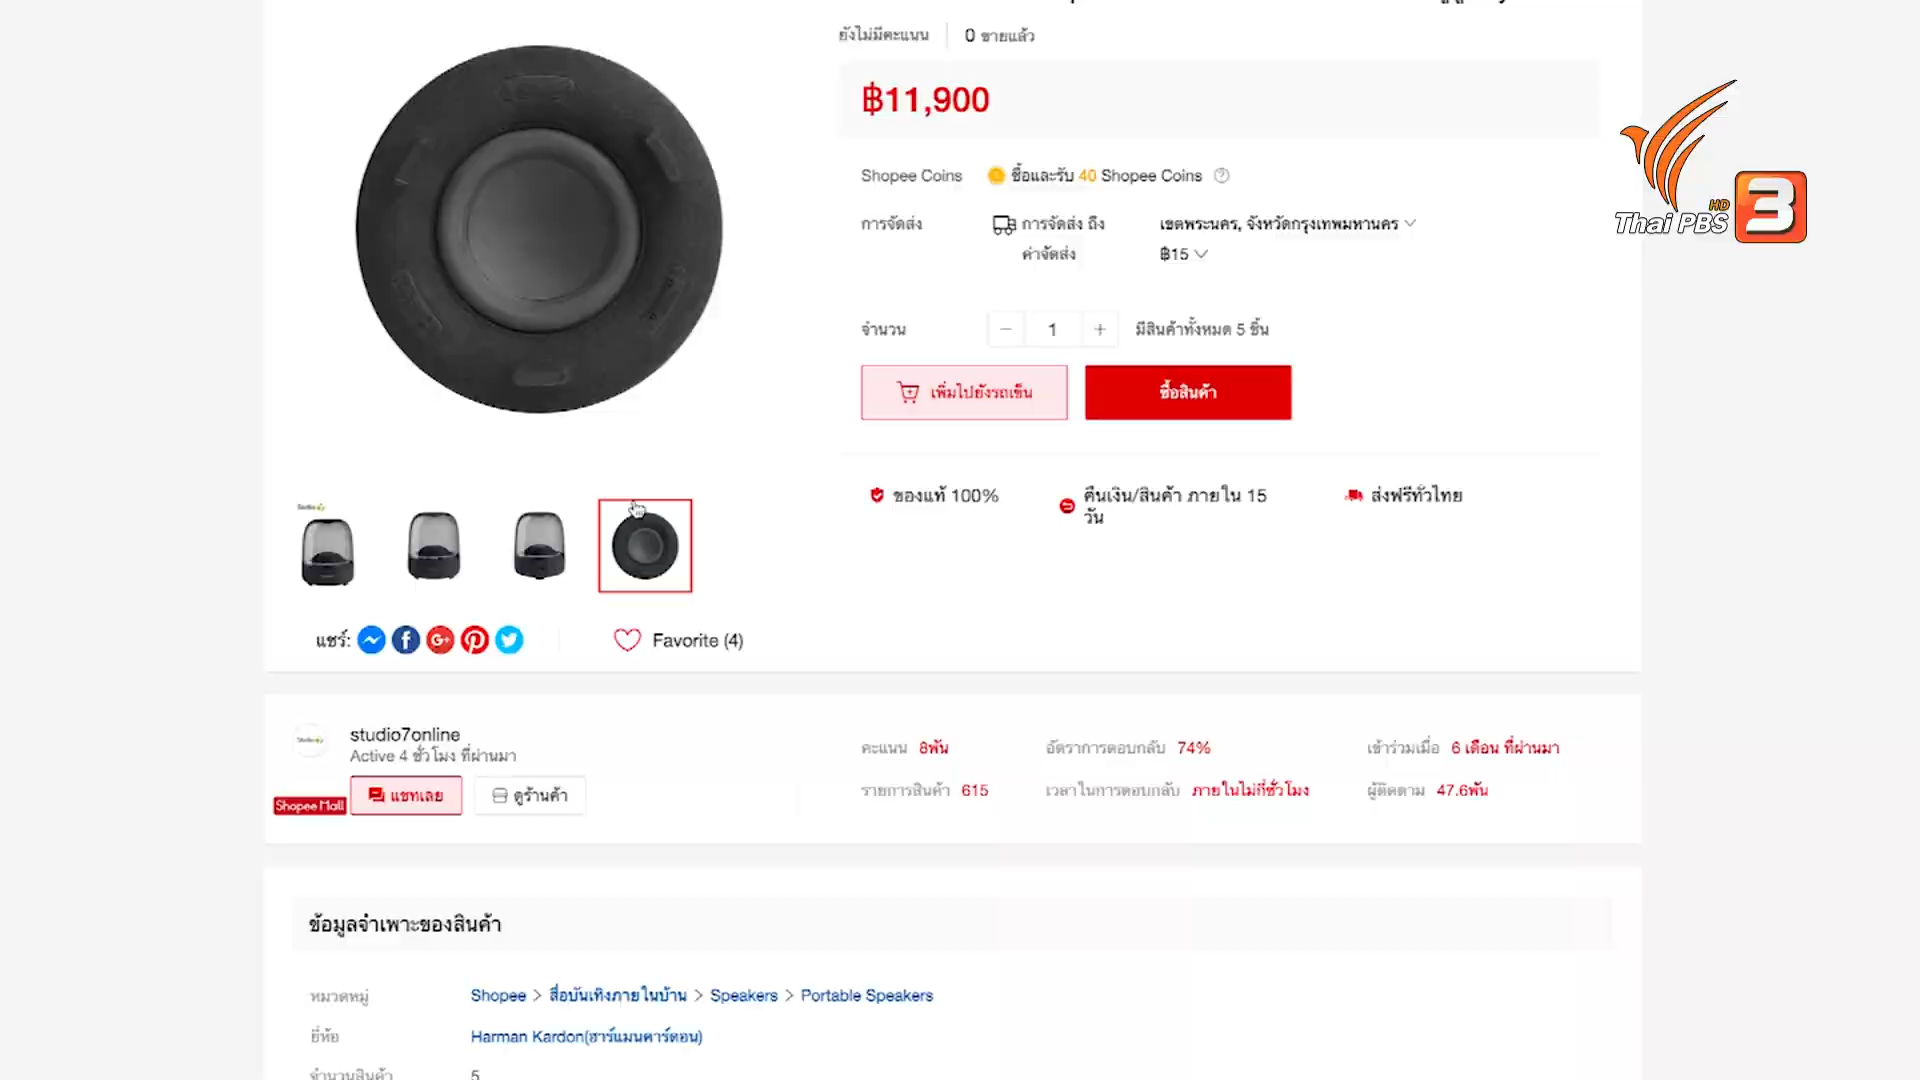 ยังไม่มีคะแนน 0 ขายแล้ว
฿11,900
Shopee Coins ซื้อและรับ 40 Shopee Coins
การจัดส่ง การจัดส่ง ถึง เขตพระนคร, จังหวัดกรุงเทพมหานคร
ค่าจัดส่ง ฿15
HD
Thai PBS 3
จำนวน 1 มีสินค้าทั้งหมด 5 ชิ้น
เพิ่มไปยังรถเข็น ซื้อสินค้า
ของแท้ 100% คืนเงิน/สินค้า ภายใน 15 วัน ส่งฟรีทั่วไทย
แชร์: Favorite (4)
studio7online
Active 4 ชั่วโมง ที่ผ่านมา
Shopee Mall แชทเลย ดูร้านค้า
คะแนน 8พัน อัตราการตอบกลับ 74% เข้าร่วมเมื่อ 6 เดือน ที่ผ่านมา
รายการสินค้า 615 เวลาในการตอบกลับ ภายในไม่กี่ชั่วโมง ผู้ติดตาม 47.6พัน
ข้อมูลจำเพาะของสินค้า
หมวดหมู่ Shopee > สื่อบันเทิงภายในบ้าน > Speakers > Portable Speakers
ยี่ห้อ Harman Kardon(ฮาร์แมนคาร์ดอน)
จำนวนสินค้า 5